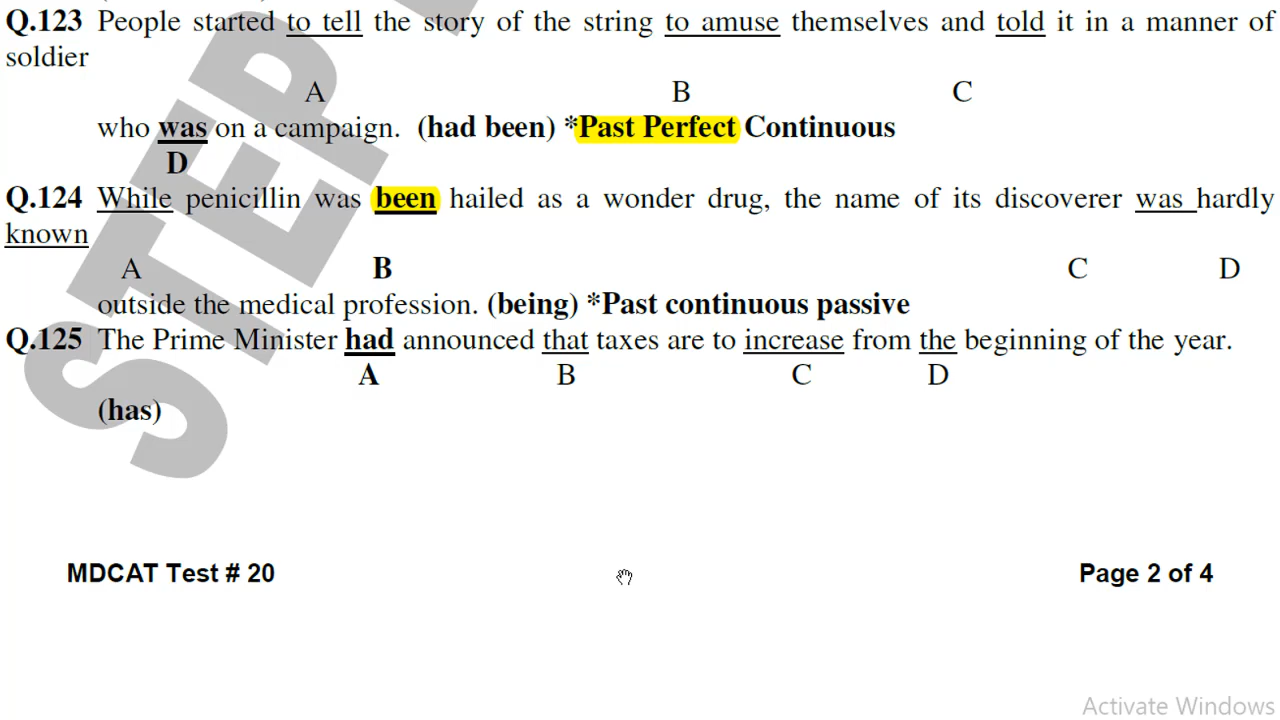 Q.123 People started to tell the story of the string to amuse themselves and told it in a manner of
soldier
A B C
who was on a campaign. (had been) *Past Perfect Continuous
D
Q.124 While penicillin was been hailed as a wonder drug, the name of its discoverer was hardly
known
A B C D
outside the medical profession. (being) *Past continuous passive
Q.125 The Prime Minister had announced that taxes are to increase from the beginning of the year.
A B C D
(has)
MDCAT Test # 20 Page 2 of 4
Activate Windows
STEP